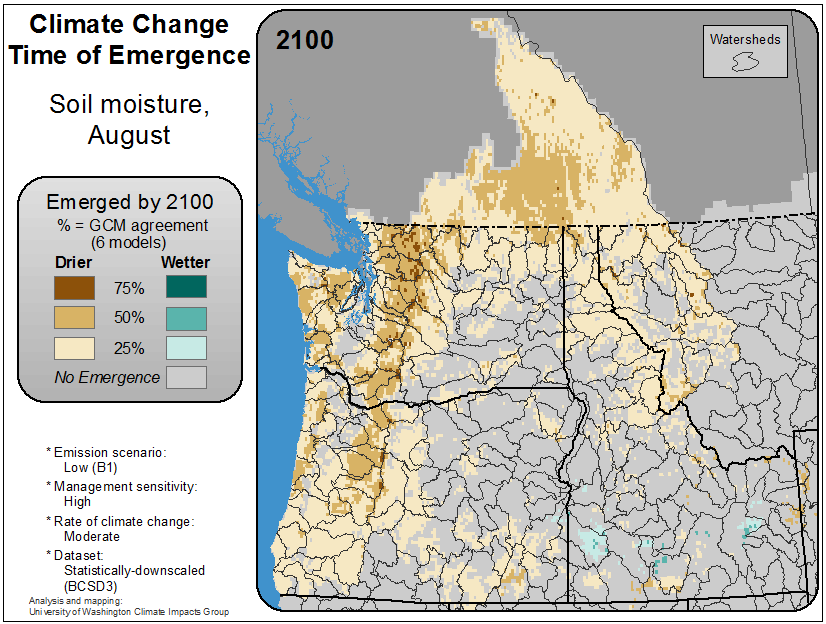 Climate Change
Time of Emergence
Soil moisture,
August
Emerged by 2100
% = GCM agreement
(6 models)
Drier Wetter
75%
50%
25%
No Emergence
* Emission scenario:
Low (B1)
* Management sensitivity:
High
* Rate of climate change:
Moderate
* Dataset:
Statistically-downscaled
(BCSD3)
Analysis and mapping:
University of Washington Climate Impacts Group
2100
Watersheds